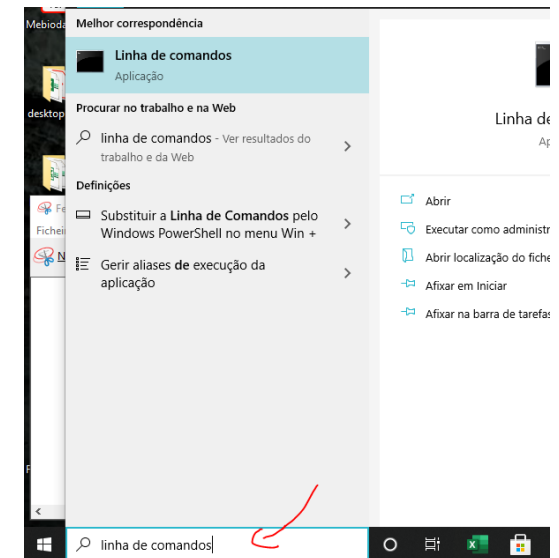 Mebioda
Melhor correspondência
Linha de comandos
Aplicação
desktop
Procurar no trabalho e na Web
linha de comandos - Ver resultados do
trabalho e da Web
Definições
Substituir a Linha de Comandos pelo
Windows PowerShell no menu Win +
Gerir aliases de execução da
aplicação
Fe
Fichei
N
Linha de
Ap
Abrir
Executar como administr
Abrir localização do fiche
Afixar em Iniciar
Afixar na barra de tarefas
linha de comandos